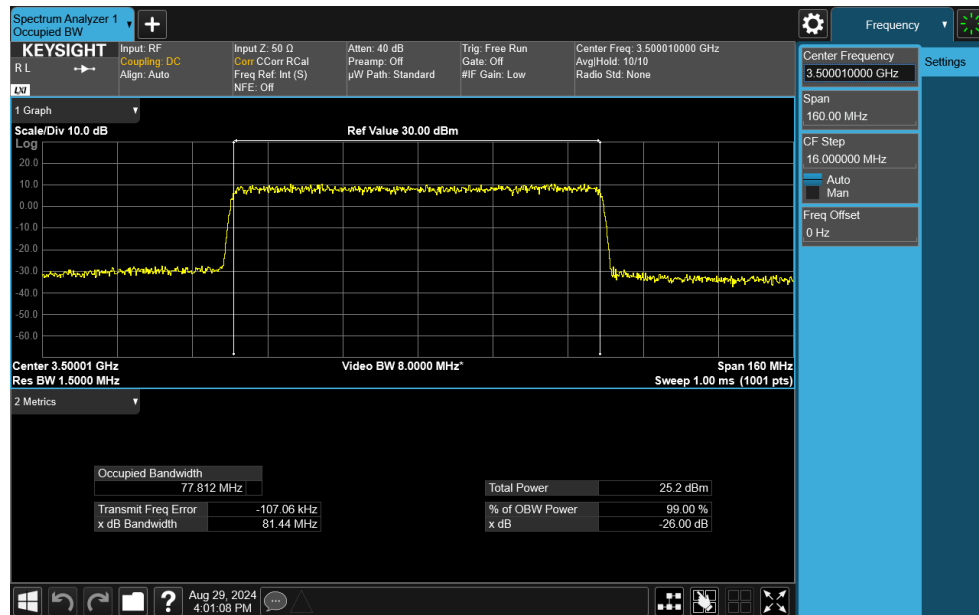 Spectrum Analyzer 1
Occupied BW
Frequency
KEYSIGHT
R L
LXI
Input: RF
Coupling: DC
Align: Auto
Input Z: 50 Ω
Corr CCorr RCal
Freq Ref: Int (S)
NFE: Off
Atten: 40 dB
Preamp: Off
µW Path: Standard
Trig: Free Run
Gate: Off
#IF Gain: Low
Center Freq: 3.500010000 GHz
Avg|Hold: 10/10
Radio Std: None
Center Frequency
3.500010000 GHz
Settings
Span
160.00 MHz
CF Step
16.000000 MHz
Auto
Man
Freq Offset
0 Hz
1 Graph
Scale/Div 10.0 dB
Ref Value 30.00 dBm
Log
20.0
10.0
0.00
-10.0
-20.0
-30.0
-40.0
-50.0
-60.0
Center 3.50001 GHz
Video BW 8.0000 MHz*
Span 160 MHz
Res BW 1.5000 MHz
Sweep 1.00 ms (1001 pts)
2 Metrics
Occupied Bandwidth
77.812 MHz
Transmit Freq Error -107.06 kHz
x dB Bandwidth 81.44 MHz
Total Power 25.2 dBm
% of OBW Power 99.00 %
x dB -26.00 dB
?
Aug 29, 2024
4:01:08 PM